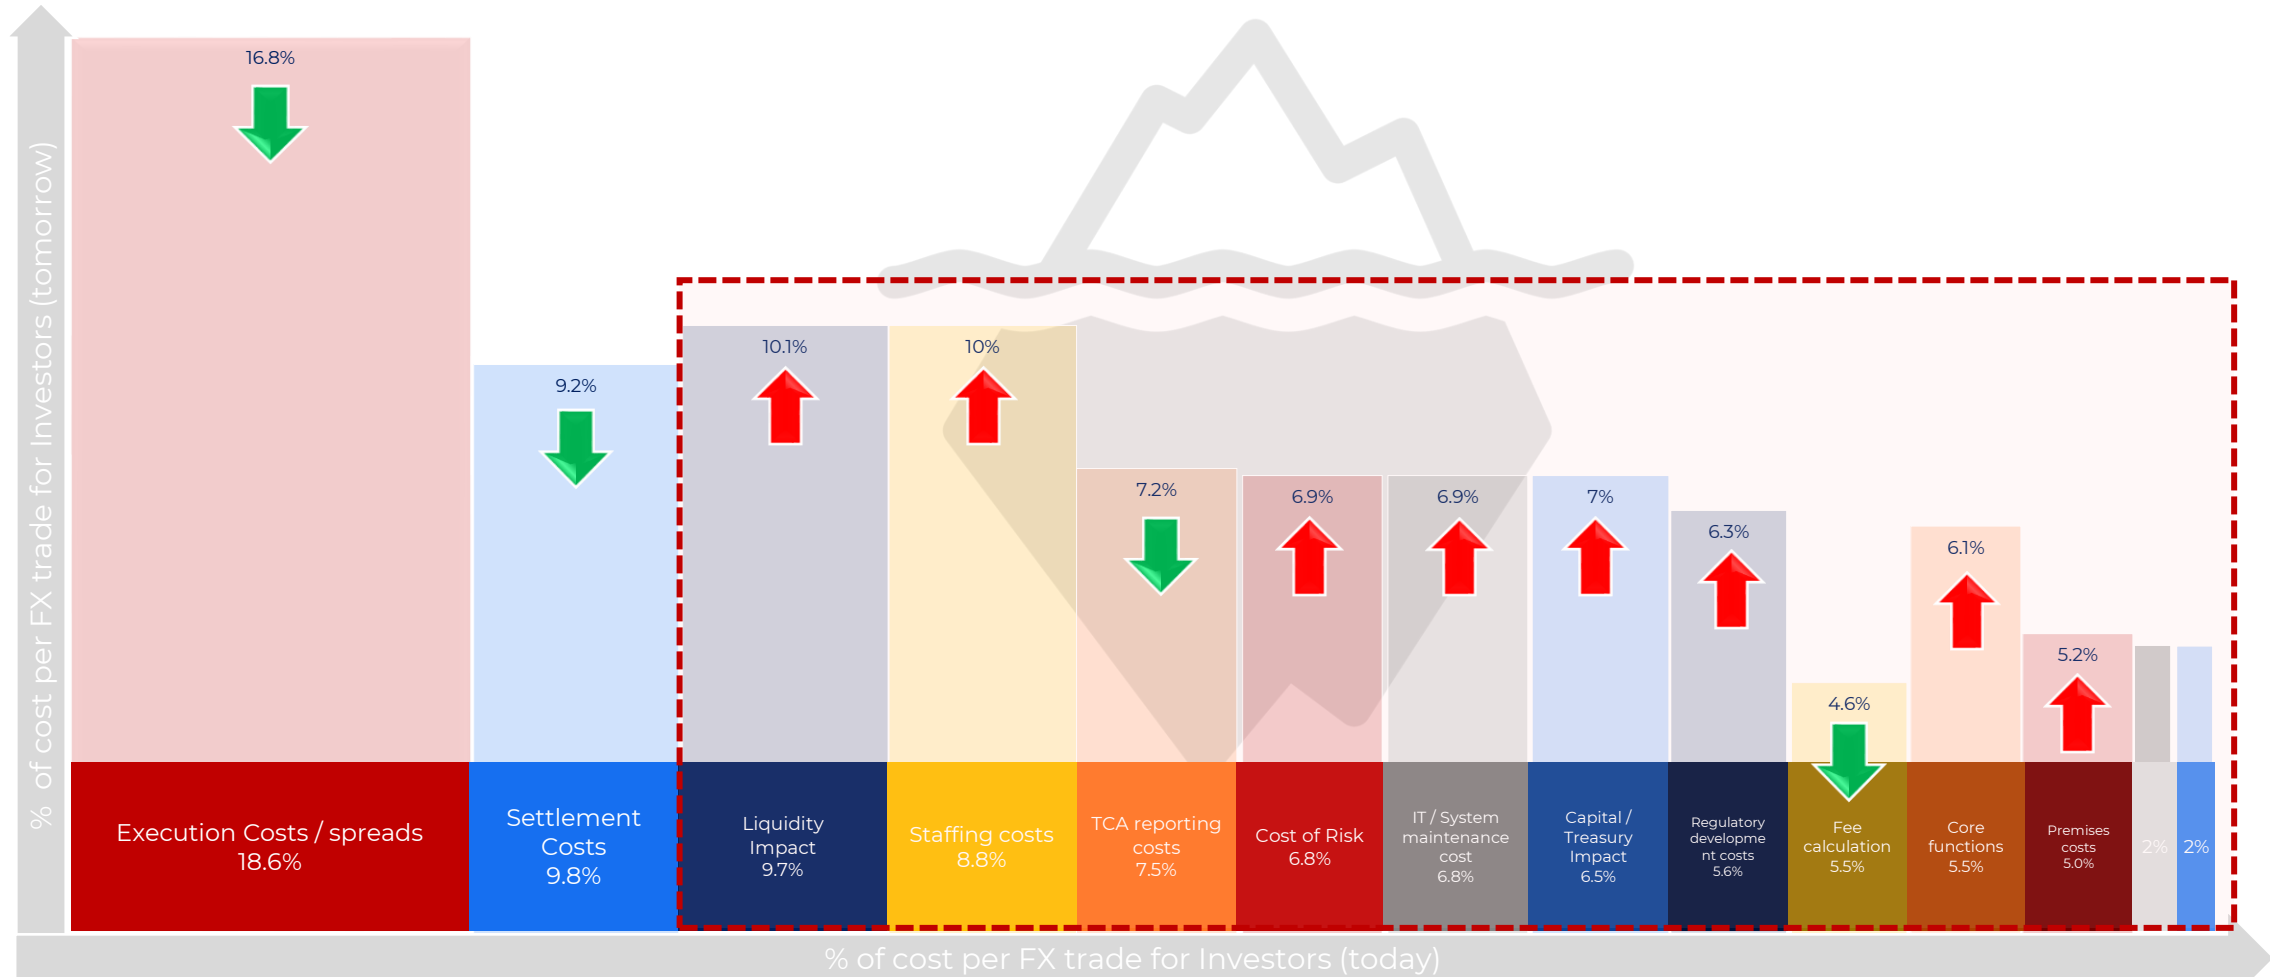 % of cost per FX trade for Investors (tomorrow)
16.8%
9.2%
10.1%
10%
7.2%
6.9%
6.9%
7%
6.3%
4.6%
6.1%
5.2%
Execution Costs / spreads
18.6%
Settlement
Costs
9.8%
Liquidity
Impact
9.7%
Staffing costs
8.8%
TCA reporting
costs
7.5%
Cost of Risk
6.8%
IT / System
maintenance
cost
6.8%
Capital /
Treasury
Impact
6.5%
Regulatory
developme
nt costs
5.6%
Fee
calculation
5.5%
Core
functions
5.5%
Premises
costs
5.0%
2%
2%
% of cost per FX trade for Investors (today)